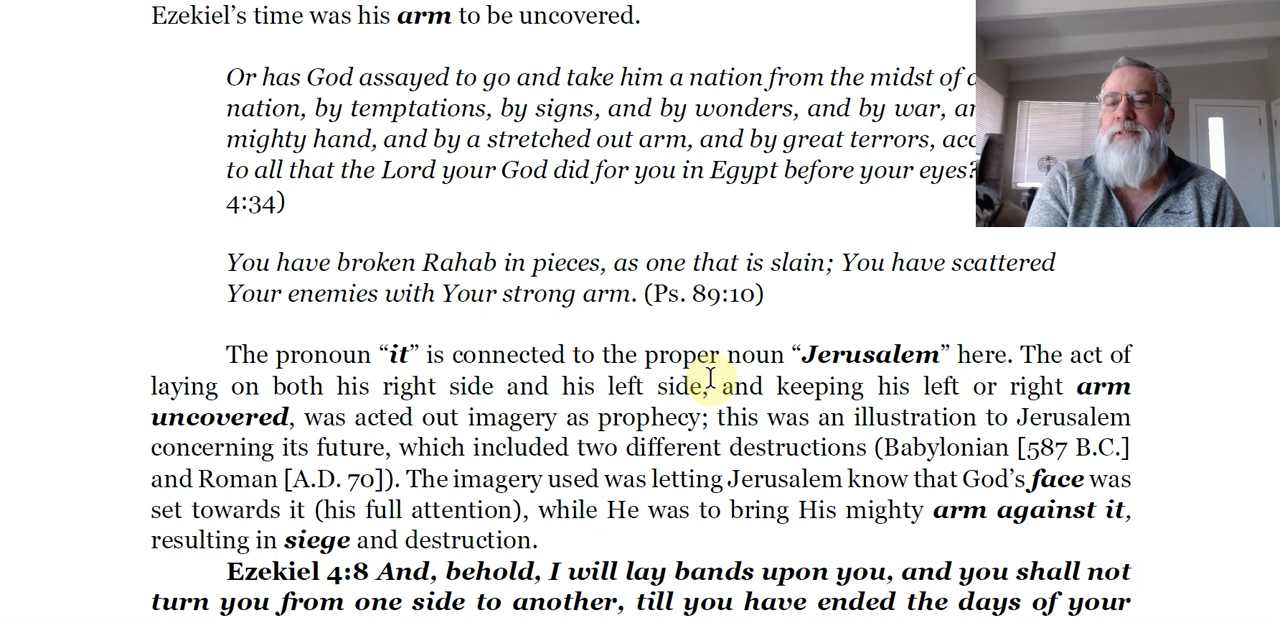 Ezekiel’s time was his arm to be uncovered.
Or has God assayed to go and take him a nation from the midst of
nation, by temptations, by signs, and by wonders, and by war,
mighty hand, and by a stretched out arm, and by great terrors,
to all that the Lord your God did for you in Egypt before your eyes?
4:34)
You have broken Rahab in pieces, as one that is slain; You have scattered
Your enemies with Your strong arm. (Ps. 89:10)
The pronoun “it” is connected to the proper noun “Jerusalem” here. The act of
laying on both his right side and his left side, and keeping his left or right arm
uncovered, was acted out imagery as prophecy; this was an illustration to Jerusalem
concerning its future, which included two different destructions (Babylonian [587 B.C.]
and Roman [A.D. 70]). The imagery used was letting Jerusalem know that God’s face was
set towards it (his full attention), while He was to bring His mighty arm against it,
resulting in siege and destruction.
Ezekiel 4:8 And, behold, I will lay bands upon you, and you shall not
turn you from one side to another, till you have ended the days of your